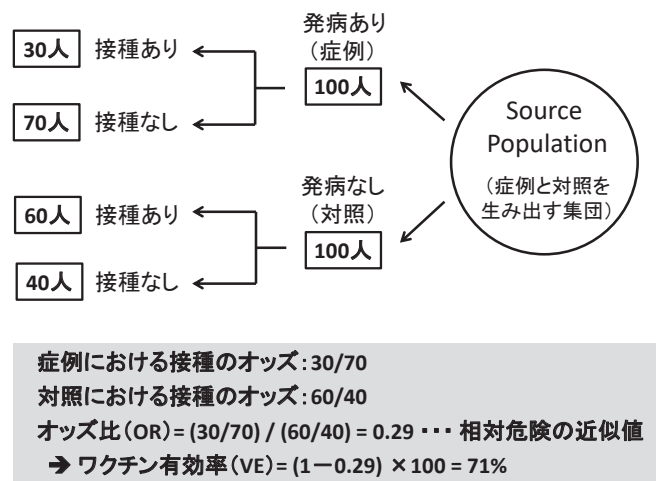 発病あり
（症例）
100人
30人 接種あり
70人 接種なし
発病なし
（対照）
100人
60人 接種あり
40人 接種なし
Source
Population
（症例と対照を
生み出す集団）
症例における接種のオッズ：30/70
対照における接種のオッズ：60/40
オッズ比（OR）= (30/70) / (60/40) = 0.29 ･･･ 相対危険の近似値
➔ ワクチン有効率（VE）= (1－0.29) ×100 = 71%